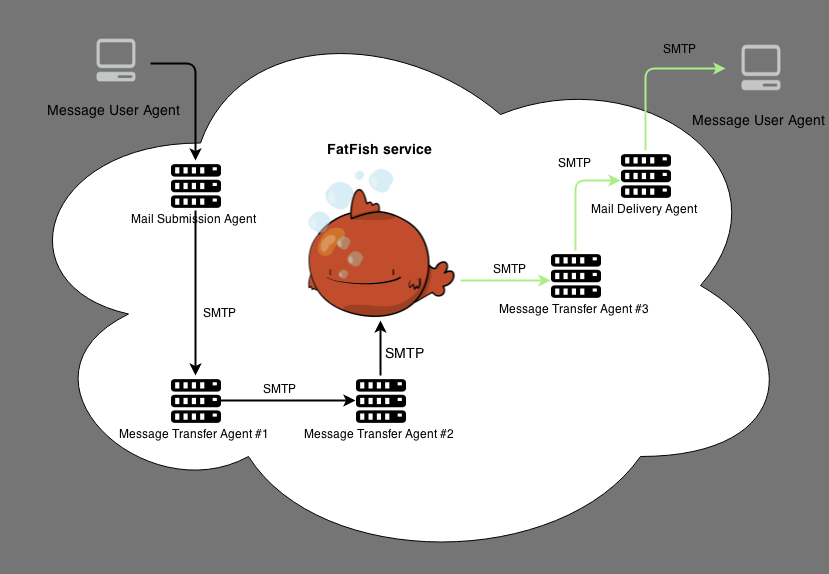 Message User Agent
SMTP
Message User Agent
FatFish service
SMTP
Mail Submission Agent
Mail Delivery Agent
SMTP
SMTP
Message Transfer Agent #3
SMTP
SMTP
Message Transfer Agent #1
Message Transfer Agent #2